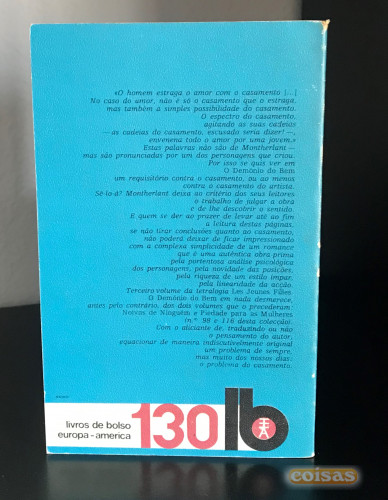 «O homem estraga o amor com o casamento [...]
No caso do amor, não é só o casamento que o estraga,
mas também a simples possibilidade do casamento.
O espectro do casamento,
agitando as suas cadeias
— as cadeias do casamento, escusado seria dizer! —,
envenena todo o amor por uma jovem.»
Estas palavras não são de Montherlant —
mas são pronunciadas por um dos personagens que criou.
Por isso se quis ver em
O Demónio do Bem
um requisitório contra o casamento, ou ao menos
contra o casamento do artista.
Sê-lo-á? Montherlant deixa ao critério dos seus leitores
o trabalho de julgar a obra
e de lhe descobrir o sentido.
E quem se der ao prazer de levar até ao fim
a leitura destas páginas,
se não tirar conclusões quanto ao casamento,
não poderá deixar de ficar impressionado
com a complexa simplicidade de um romance
que é uma autêntica obra-prima
pela portentosa análise psicológica
dos personagens, pela novidade das posições,
pela riqueza de um estilo ímpar,
pela linearidade da acção.
Terceiro volume da tetralogia Les Jeunes Filles,
O Demónio do Bem em nada desmerece,
antes pelo contrário, dos dois volumes que o precederam:
Norvas de Ninguém e Piedade para as Mulheres
(n.os 98 e 116 desta colecção).
Com o aliciante de, traduzindo ou não
o pensamento do autor,
equacionar de maneira indiscutivelmente original
um problema de sempre,
mas muito dos nossos dias:
o problema do casamento.
livros de bolso
europa-america
130
lb
EA
coisas